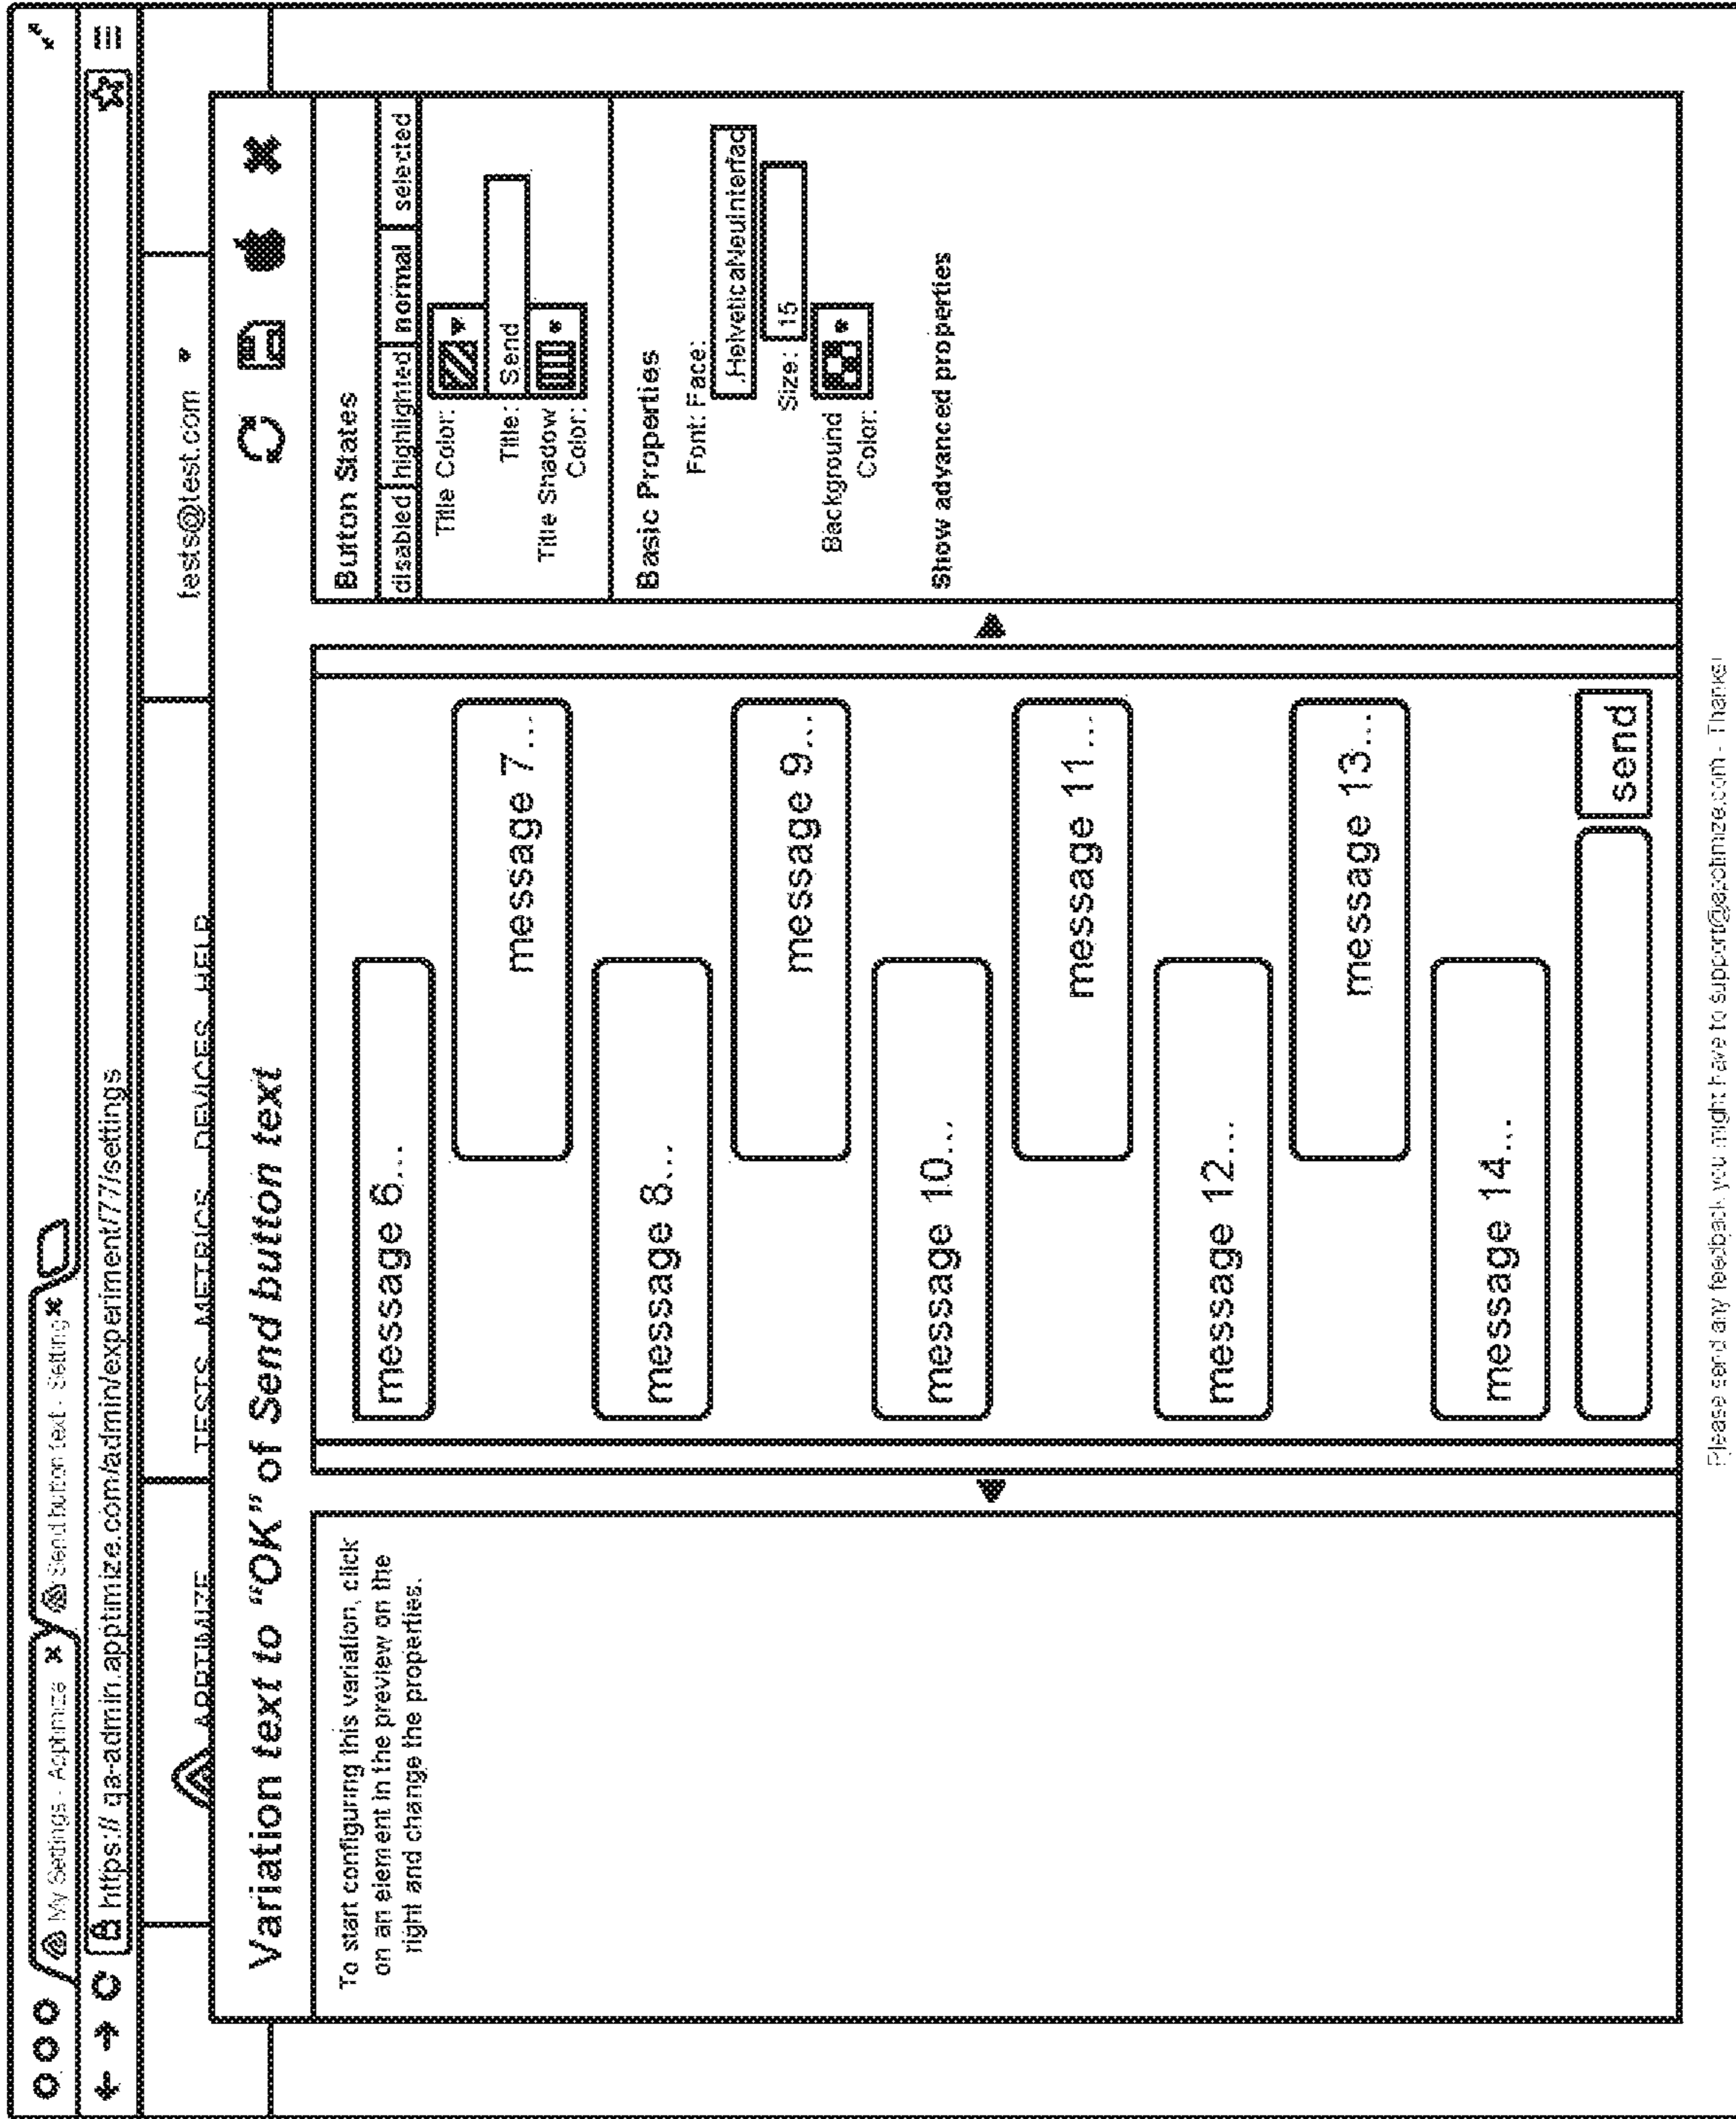 My Settings - Apptimize
Send button text - Setting
https:// qa-admin.apptimize.com/admin/experiment/77/settings
APPTIMIZE
TESTS METRICS DEVICES HELP
tests@test.com
Variation text to "OK" of Send button text
To start configuring this variation, click
on an element in the preview on the
right and change the properties.
message 6...
message 7...
message 8...
message 9...
message 10...
message 11...
message 12...
message 13...
message 14...
send
Button States
disabled highlighted normal selected
Title Color:
Title: Send
Title Shadow
Color:
Basic Properties
Font: Face:
.HelveticaNeuInterfac
Size: 15
Background
Color:
Show advanced properties
Please send any feedback you might have to support@apptimize.com - Thanks!